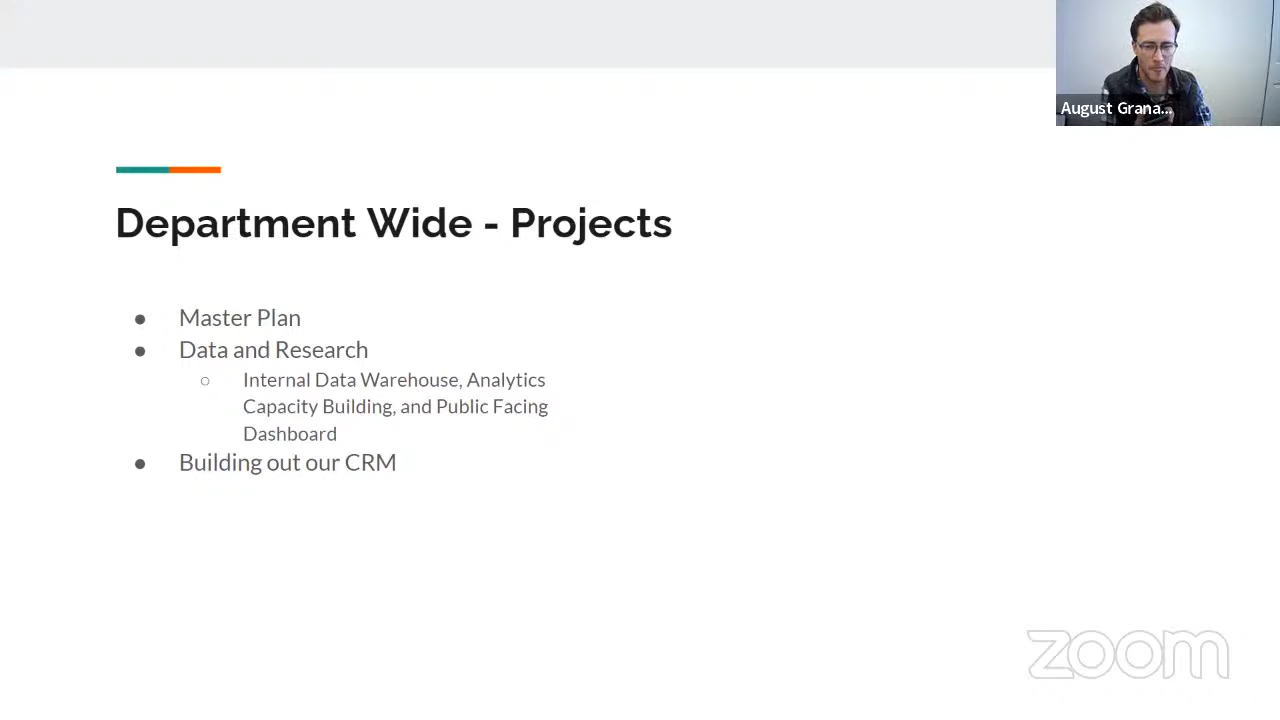 August Grana...
Department Wide - Projects
● Master Plan
● Data and Research
○ Internal Data Warehouse, Analytics
Capacity Building, and Public Facing
Dashboard
● Building out our CRM
zoom